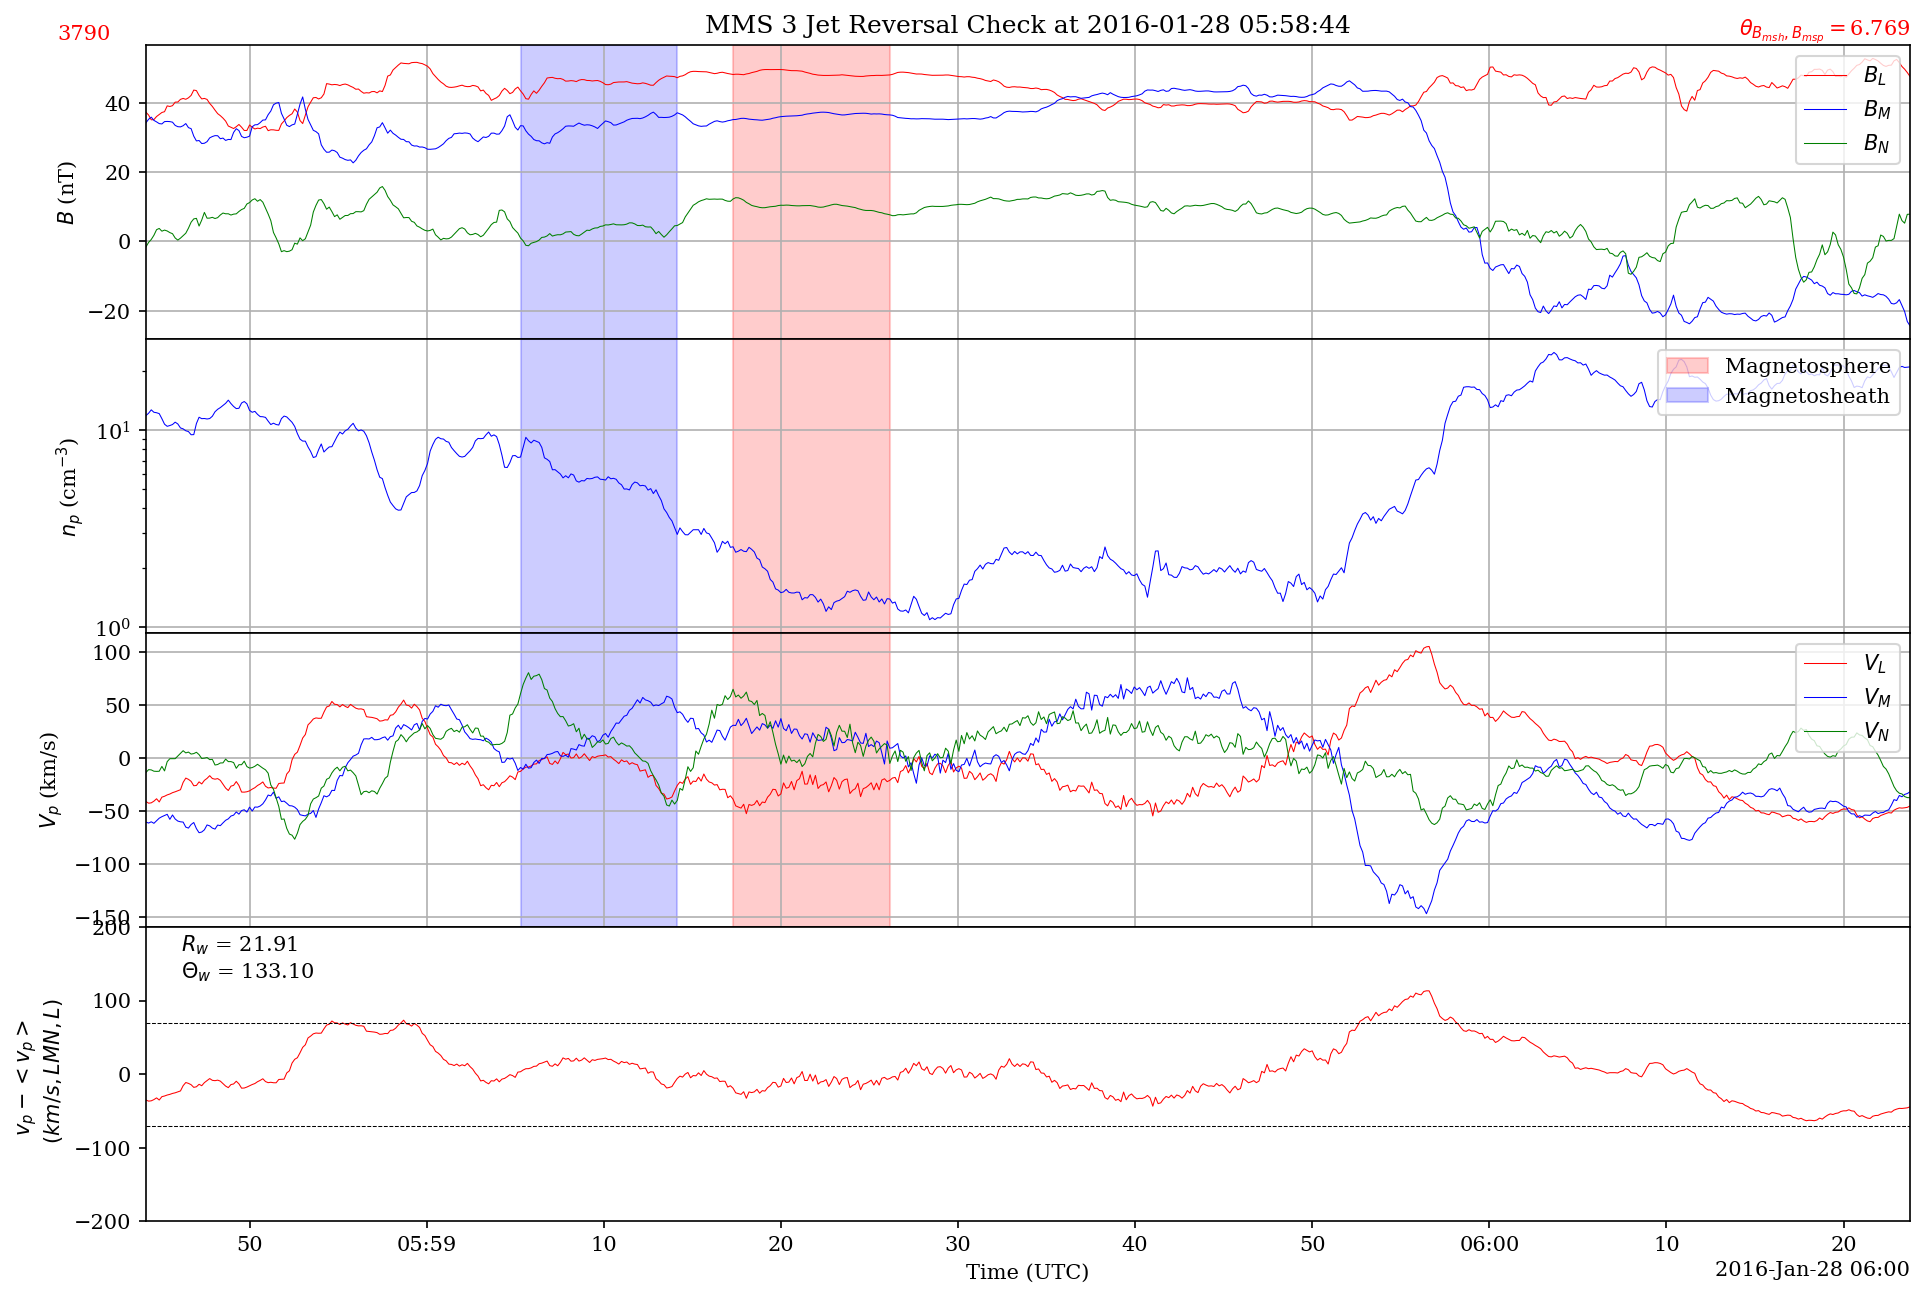 MMS 3 Jet Reversal Check at 2016-01-28 05:58:44
3790
θ_{B_{msh}, B_{msp}} = 6.769
B (nT)
40
20
0
−20
B_L
B_M
B_N
n_p (cm^{−3})
10^1
10^0
Magnetosphere
Magnetosheath
V_p (km/s)
100
50
0
−50
−100
−150
V_L
V_M
V_N
v_p − < v_p >
(km/s, LMN, L)
200
100
0
−100
−200
R_w = 21.91
Θ_w = 133.10
50 05:59 10 20 30 40 50 06:00 10 20
Time (UTC)
2016-Jan-28 06:00